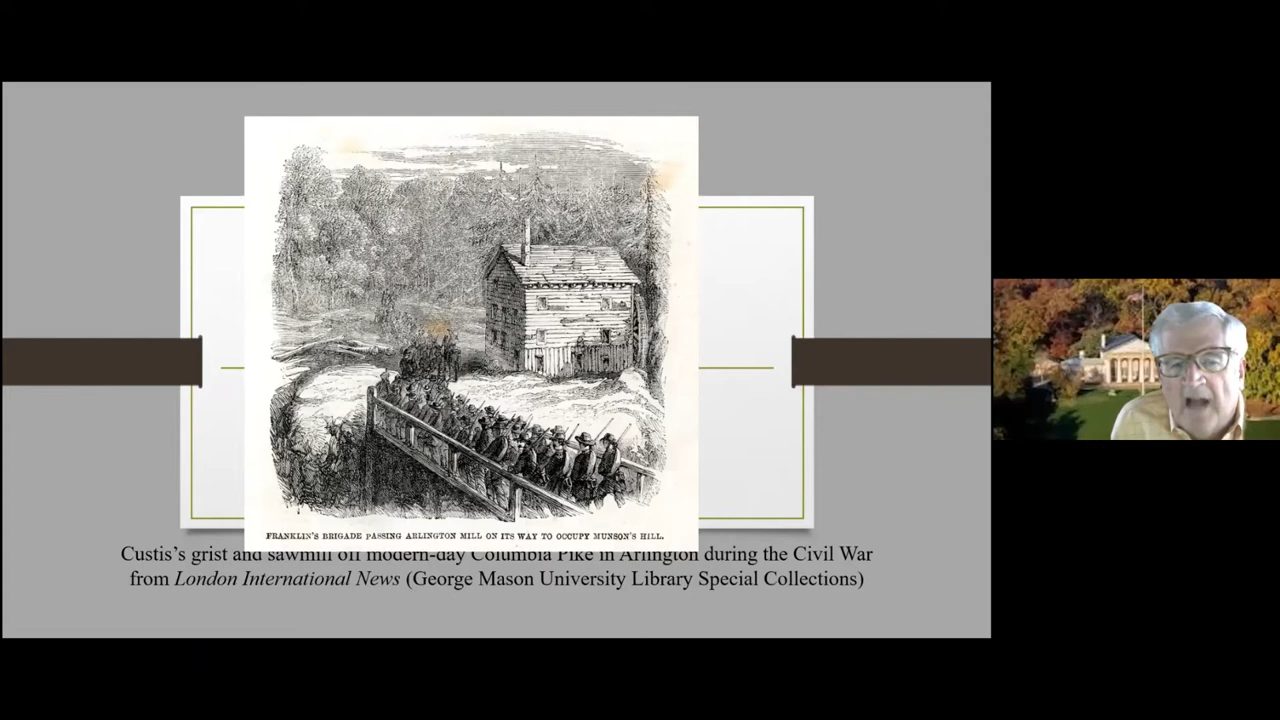 FRANKLIN'S BRIGADE PASSING ARLINGTON MILL ON ITS WAY TO OCCUPY MUNSON'S HILL.
Custis's grist and sawmill off modern-day Columbia Pike in Arlington during the Civil War
from London International News (George Mason University Library Special Collections)